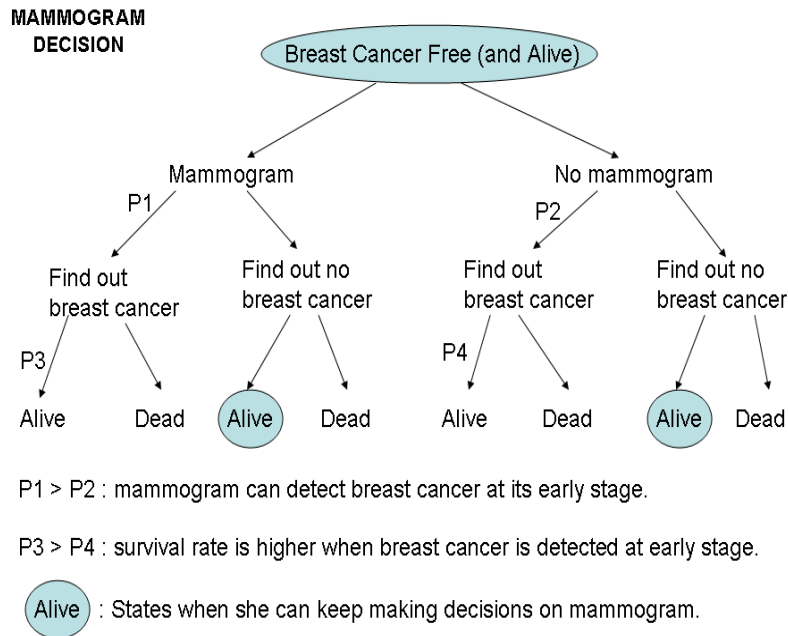 MAMMOGRAM
DECISION
Breast Cancer Free (and Alive)
Mammogram
No mammogram
P1
P2
Find out
breast cancer
Find out no
breast cancer
Find out
breast cancer
Find out no
breast cancer
P3
P4
Alive
Dead
Alive
Dead
Alive
Dead
Alive
Dead
P1 > P2 : mammogram can detect breast cancer at its early stage.
P3 > P4 : survival rate is higher when breast cancer is detected at early stage.
Alive : States when she can keep making decisions on mammogram.